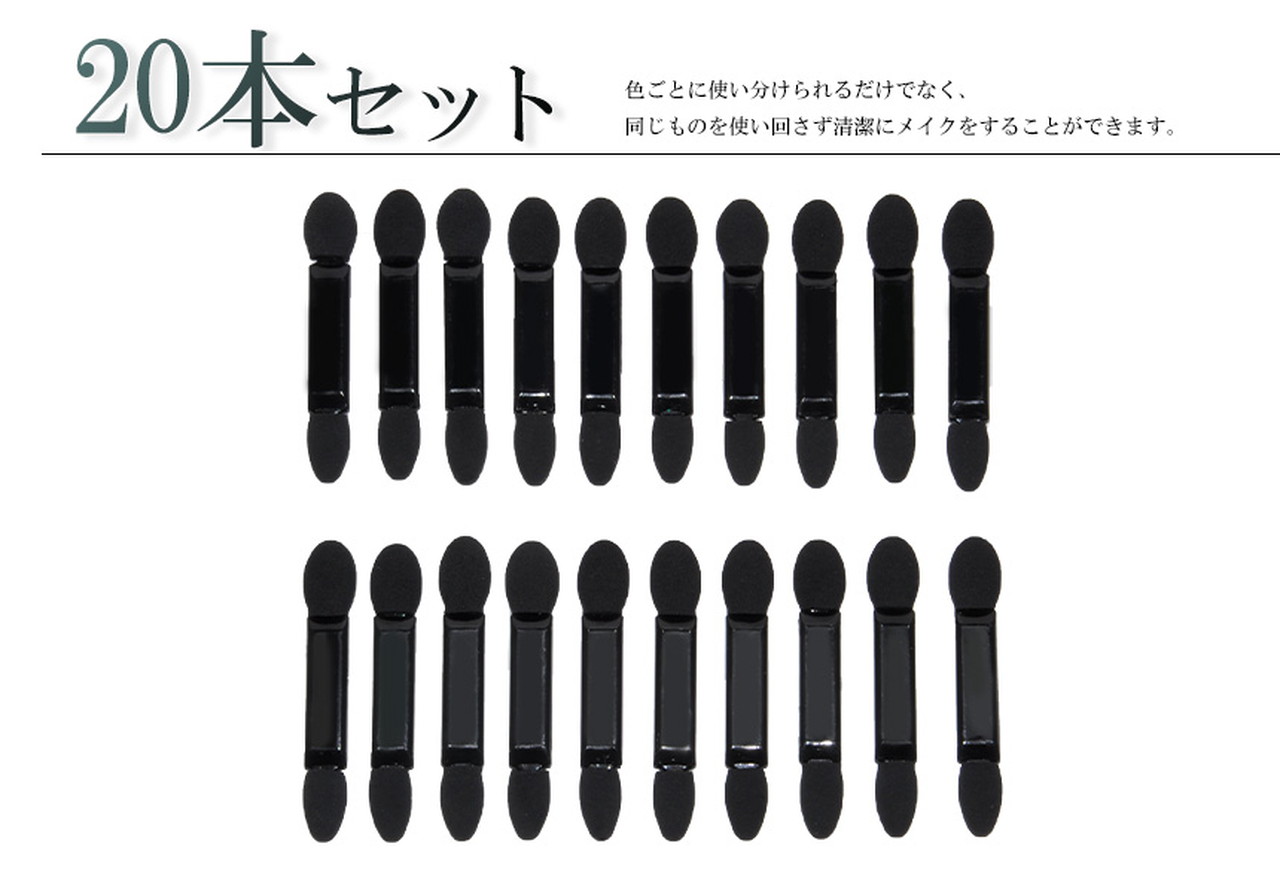 20本セット
色ごとに使い分けられるだけでなく、
同じものを使い回さず清潔にメイクをすることができます。